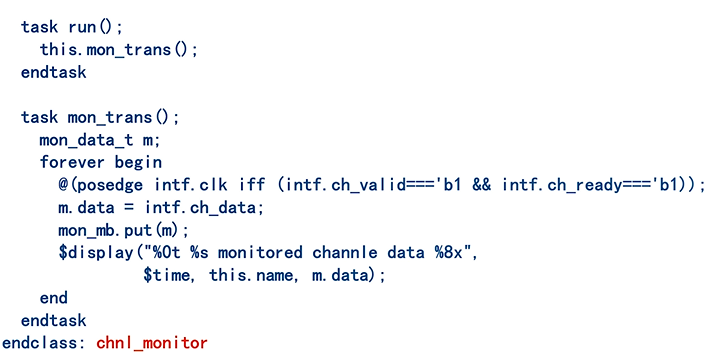 task run();
this.mon_trans();
endtask
task mon_trans();
mon_data_t m;
forever begin
@(posedge intf.clk iff (intf.ch_valid==='b1 && intf.ch_ready==='b1));
m.data = intf.ch_data;
mon_mb.put(m);
$display("%0t %s monitored channle data %8x",
$time, this.name, m.data);
end
endtask
endclass: chnl_monitor